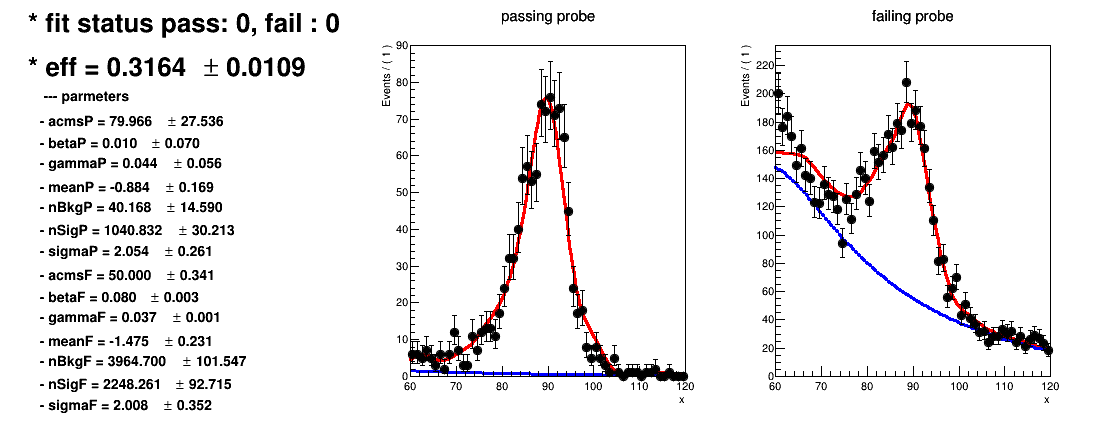 * fit status pass: 0, fail : 0
* eff = 0.3164 ± 0.0109
--- parmeters
- acmsP = 79.966 ± 27.536
- betaP = 0.010 ± 0.070
- gammaP = 0.044 ± 0.056
- meanP = -0.884 ± 0.169
- nBkgP = 40.168 ± 14.590
- nSigP = 1040.832 ± 30.213
- sigmaP = 2.054 ± 0.261
- acmsF = 50.000 ± 0.341
- betaF = 0.080 ± 0.003
- gammaF = 0.037 ± 0.001
- meanF = -1.475 ± 0.231
- nBkgF = 3964.700 ± 101.547
- nSigF = 2248.261 ± 92.715
- sigmaF = 2.008 ± 0.352
passing probe
Events / ( 1 )
90
80
70
60
50
40
30
20
10
0
60 70 80 90 100 110 120
x
failing probe
Events / ( 1 )
220
200
180
160
140
120
100
80
60
40
20
0
60 70 80 90 100 110 120
x